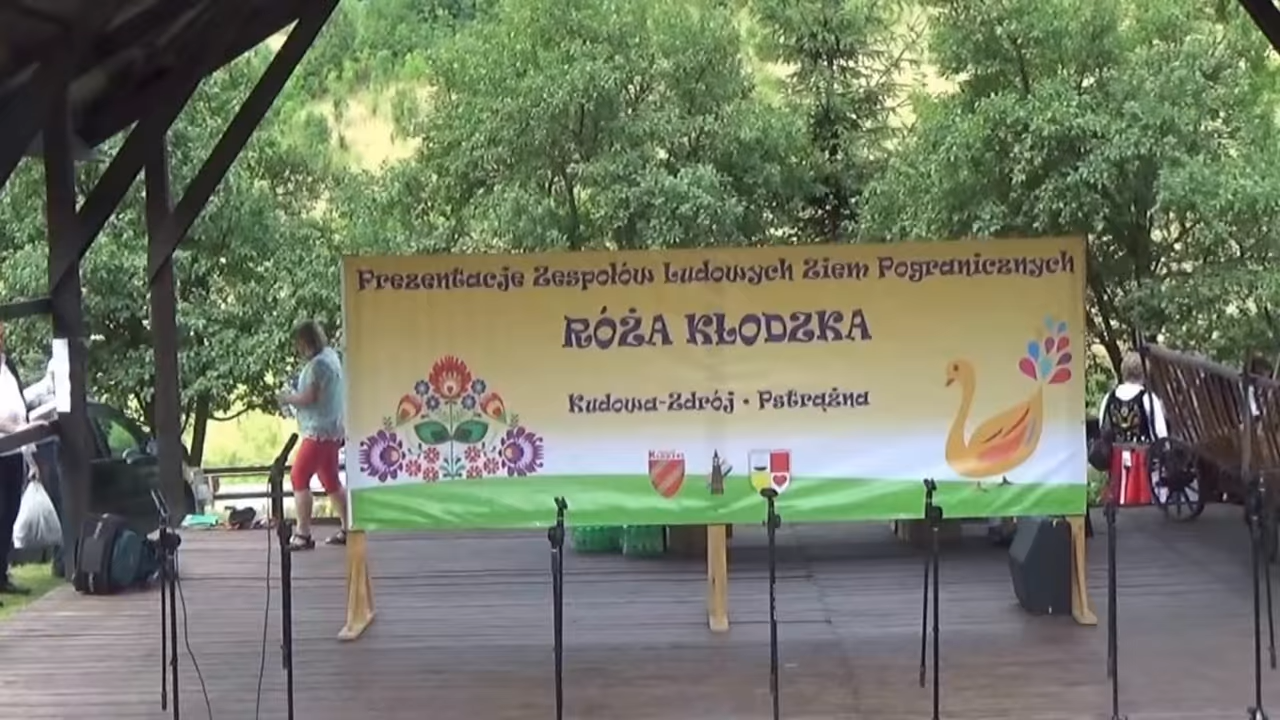 Prezentacje Zespołów Ludowych Ziem Pogranicznych
RÓŻA KŁODZKA
Kudowa-Zdrój • Pstrążna